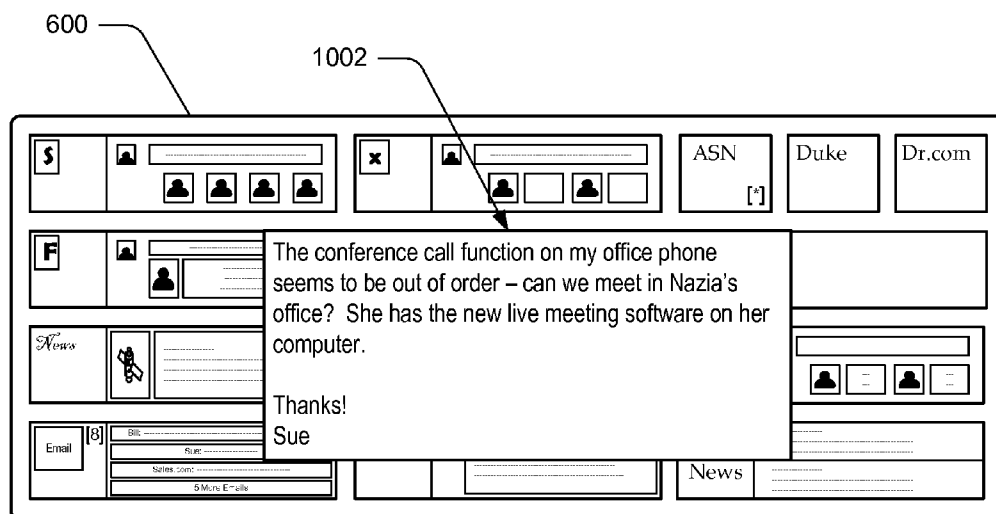 600
1002
$
x
ASN
[*]
Duke
Dr.com
F
The conference call function on my office phone
seems to be out of order – can we meet in Nazia's
office?  She has the new live meeting software on her
computer.
Thanks!
Sue
News
Email
[8]
Bill:
Sue:
Sales.com:
5 More Emails
News